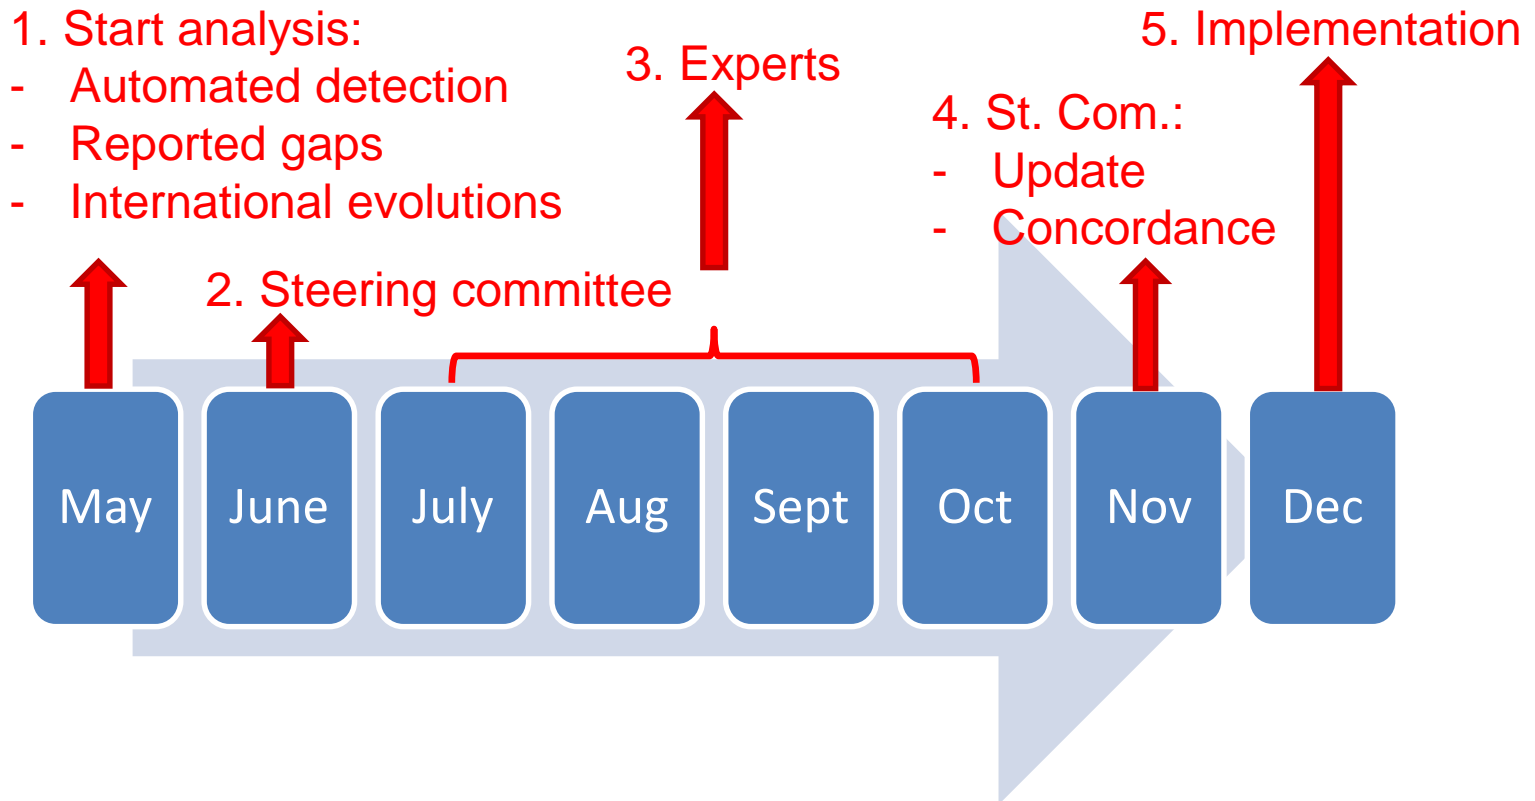 1. Start analysis:
- Automated detection
- Reported gaps
- International evolutions
2. Steering committee
3. Experts
4. St. Com.:
- Update
- Concordance
5. Implementation
May
June
July
Aug
Sept
Oct
Nov
Dec